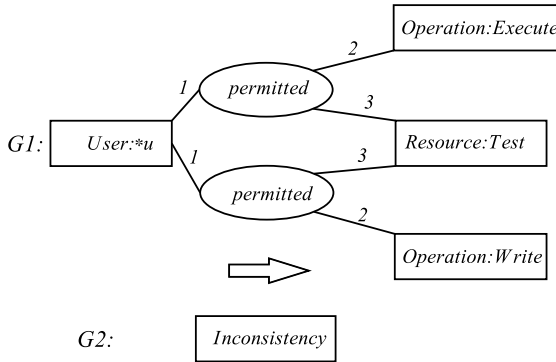 Operation:Execute
2
1
permitted
3
G1:
User:*u
Resource:Test
1
3
permitted
2
Operation:Write
G2:
Inconsistency